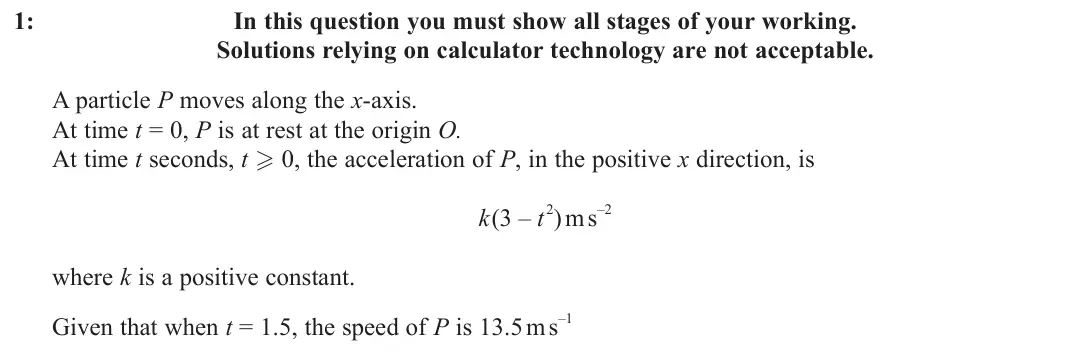 1: In this question you must show all stages of your working.
Solutions relying on calculator technology are not acceptable.
A particle P moves along the x-axis.
At time t = 0, P is at rest at the origin O.
At time t seconds, t ⩾ 0, the acceleration of P, in the positive x direction, is
k(3 – t²) m s⁻²
where k is a positive constant.
Given that when t = 1.5, the speed of P is 13.5 m s⁻¹